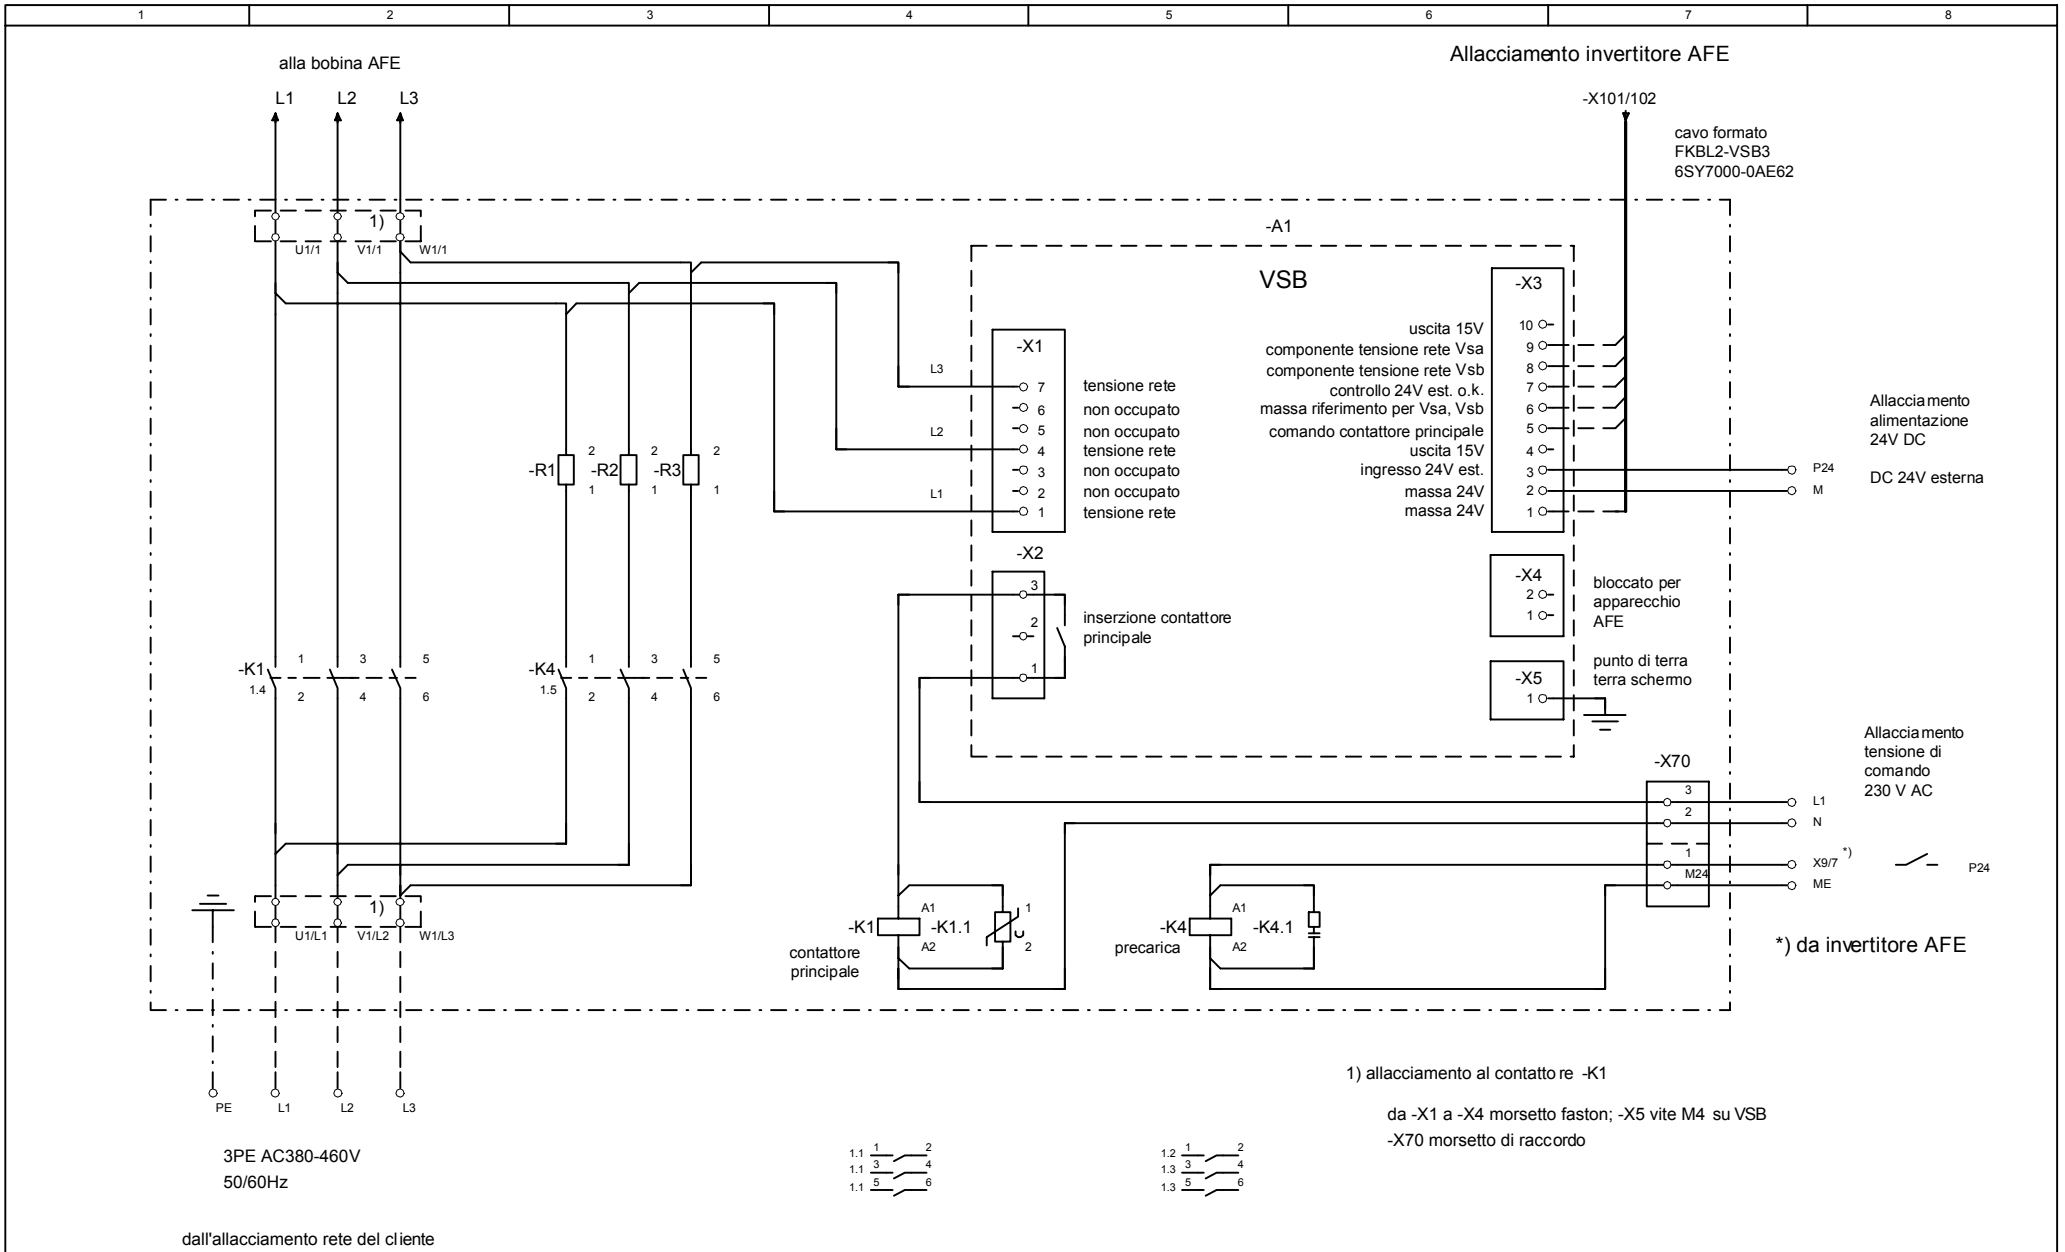 1 2 3 4 5 6 7 8
alla bobina AFE
L1 L2 L3
Allacciamento invertitore AFE
-X101/102
cavo formato
FKBL2-VSB3
6SY7000-0AE62
1)
U1/1 V1/1 W1/1
-A1
VSB
-X1
L3
7 tensione rete
6 non occupato
L2
5 non occupato
4 tensione rete
3 non occupato
L1
2 non occupato
1 tensione rete
-X3
uscita 15V 10
componente tensione rete Vsa 9
componente tensione rete Vsb 8
controllo 24V est. o.k. 7
massa riferimento per Vsa, Vsb 6
comando contattore principale 5
uscita 15V 4
ingresso 24V est. 3
massa 24V 2
massa 24V 1
Allacciamento
alimentazione
24V DC
P24
M
DC 24V esterna
2 2 2
-R1 -R2 -R3
1 1 1
-X2
3
2
1
inserzione contattore
principale
-X4
2
1
bloccato per
apparecchio
AFE
-X5
1
punto di terra
terra schermo
1 3 5
-K1
1.4
2 4 6
1 3 5
-K4
1.5
2 4 6
Allacciamento
tensione di
comando
230 V AC
-X70
3 L1
2 N
1 X9/7 *) P24
M24 ME
*) da invertitore AFE
1)
U1/L1 V1/L2 W1/L3
-K1 A1 A2
contattore
principale
-K1.1 1 2
-K4 A1 A2
precarica
-K4.1
PE L1 L2 L3
3PE AC380-460V
50/60Hz
dall'allacciamento rete del cliente
1.1 1 2
1.1 3 4
1.1 5 6
1.2 1 2
1.3 3 4
1.3 5 6
1) allacciamento al contattore -K1
da -X1 a -X4 morsetto faston; -X5 vite M4 su VSB
-X70 morsetto di raccordo